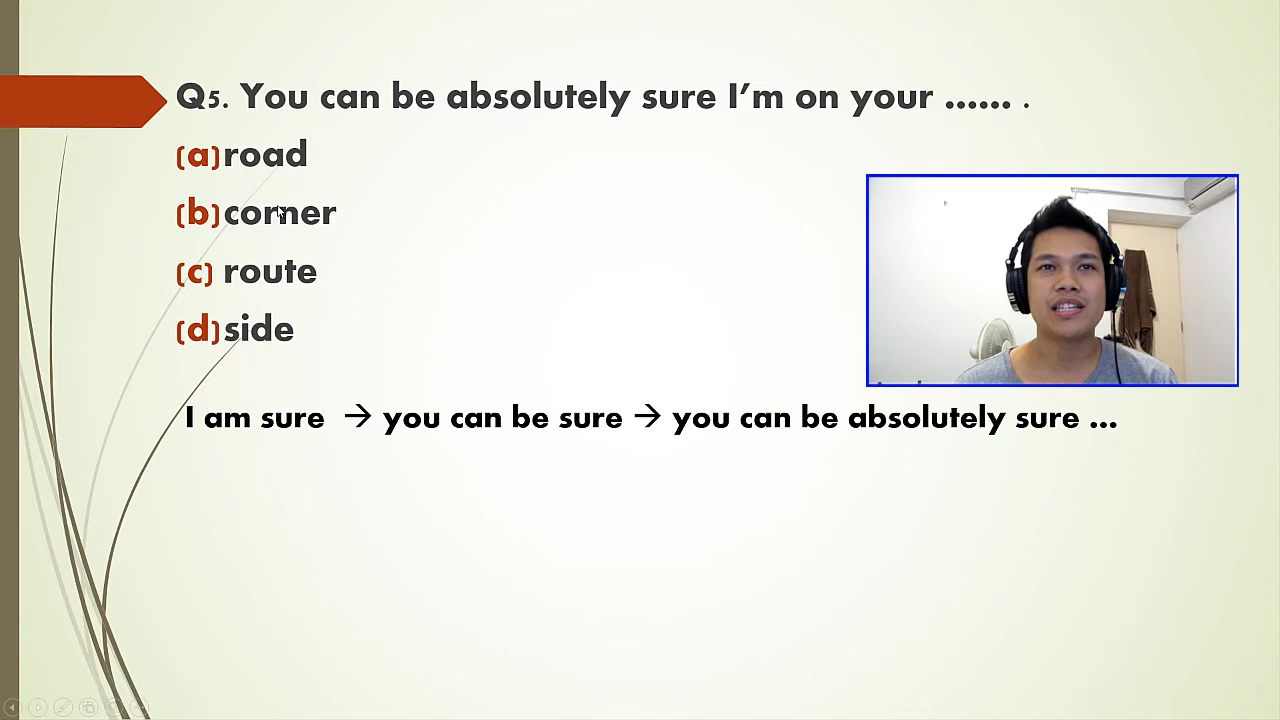 Q5. You can be absolutely sure I'm on your ...... .
(a) road
(b) corner
(c) route
(d) side
I am sure → you can be sure → you can be absolutely sure ...